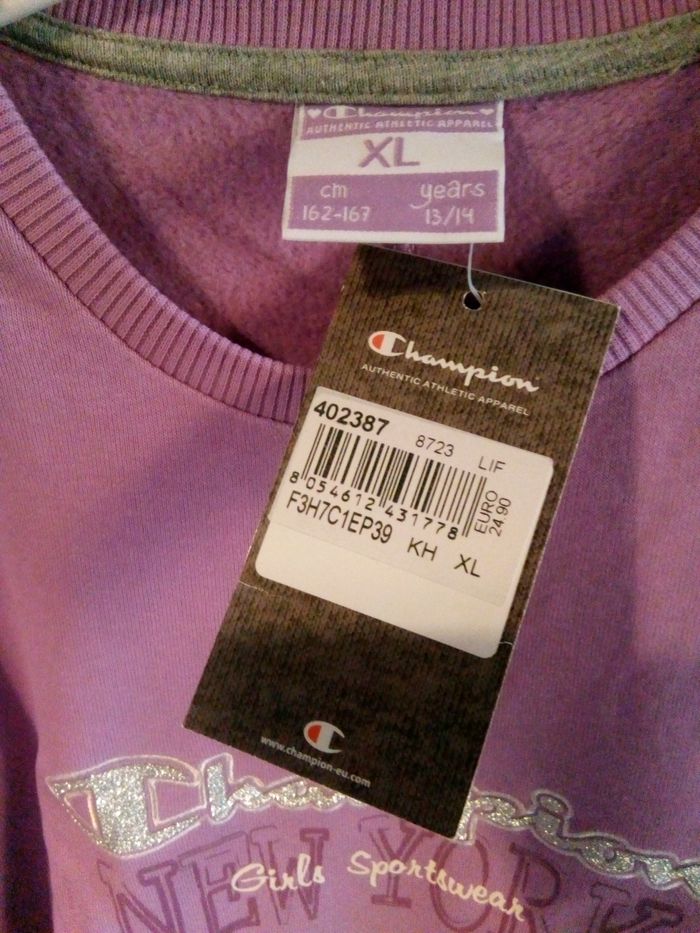 Champion
AUTHENTIC ATHLETIC APPAREL
XL
cm years
162-167 13/14
Champion
AUTHENTIC ATHLETIC APPAREL
402387 8723 LIF
8 054612 431778
EURO
24.90
F3H7C1EP39 KH XL
www.champion-eu.com
Champion
NEW YORK
Girls Sportswear